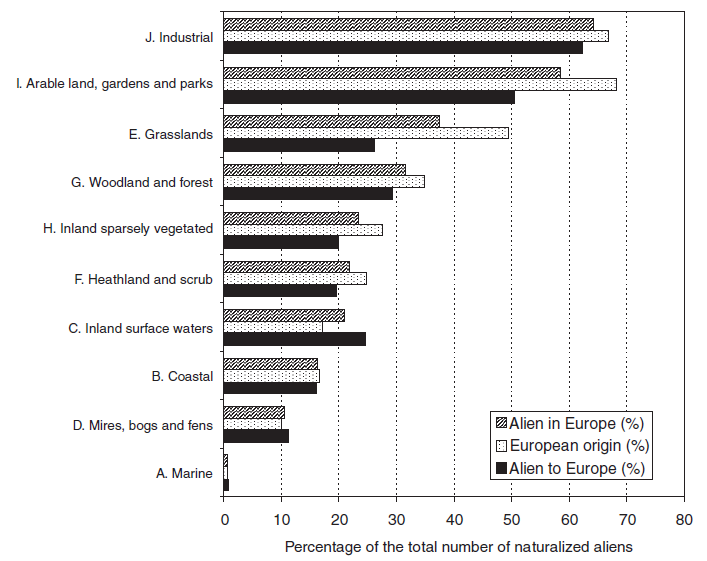 J. Industrial
I. Arable land, gardens and parks
E. Grasslands
G. Woodland and forest
H. Inland sparsely vegetated
F. Heathland and scrub
C. Inland surface waters
B. Coastal
D. Mires, bogs and fens
A. Marine
Alien in Europe (%)
European origin (%)
Alien to Europe (%)
0 10 20 30 40 50 60 70 80
Percentage of the total number of naturalized aliens